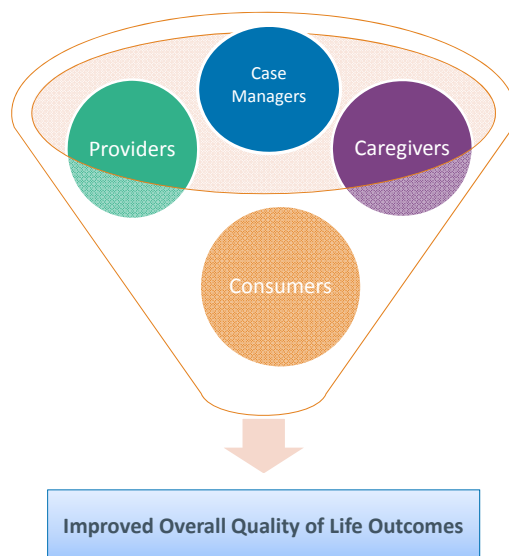 Case
Managers
Providers
Caregivers
Consumers
Improved Overall Quality of Life Outcomes